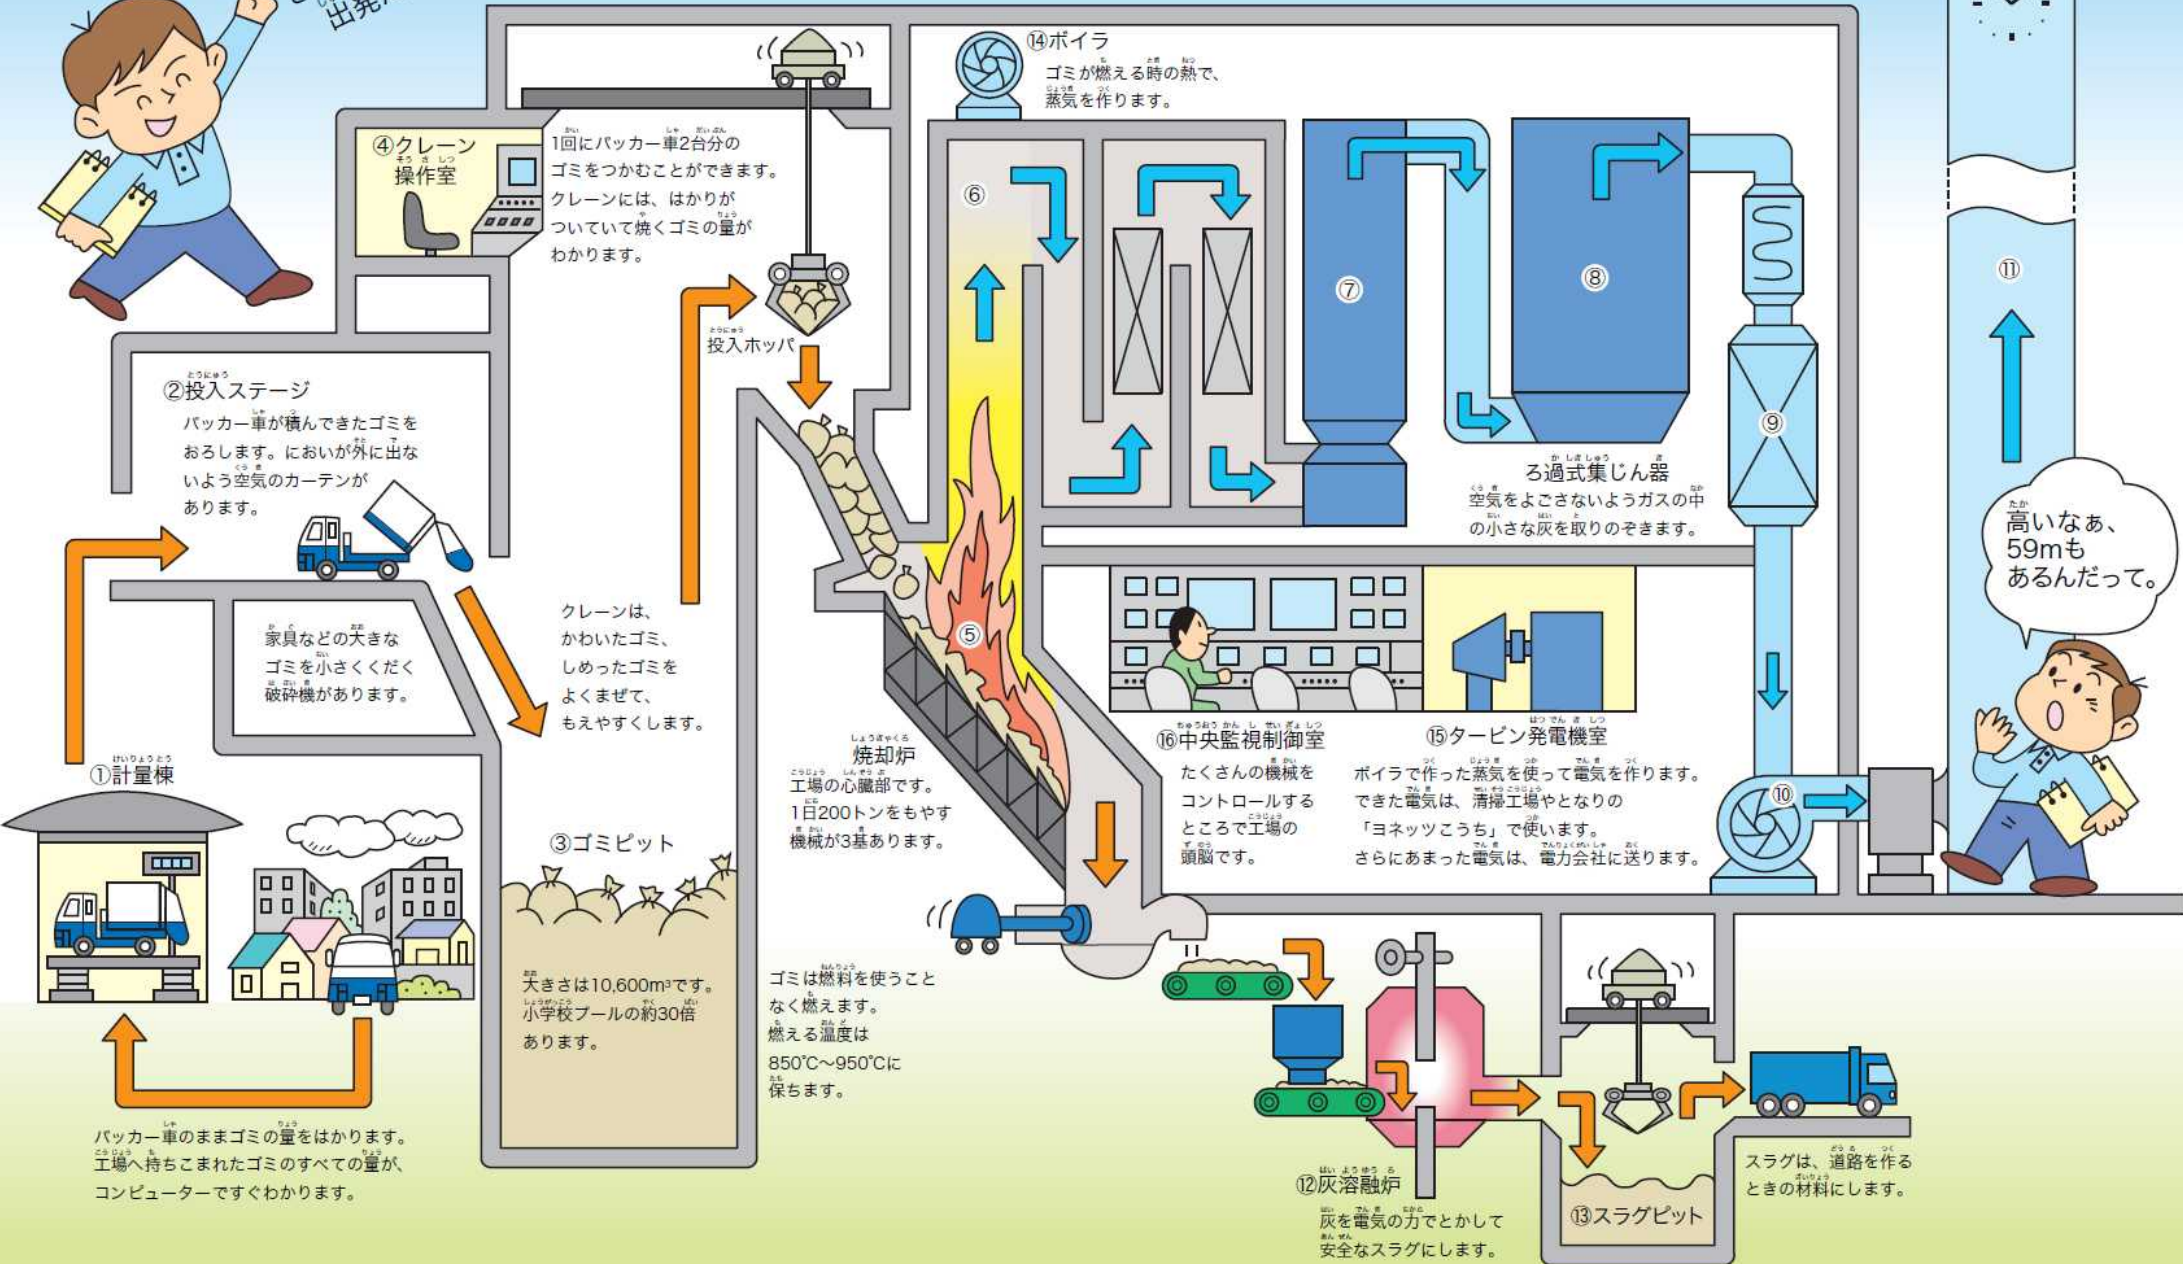 出発
④クレーン
操作室
1回にパッカー車2台分の
ゴミをつかむことができます。
クレーンには、はかりが
ついていて焼くゴミの量が
わかります。
⑭ボイラ
ゴミが燃える時の熱で、
蒸気を作ります。
⑥
⑦
⑧
⑨
⑪
投入ホッパ
②投入ステージ
パッカー車が積んできたゴミを
おろします。においが外に出な
いよう空気のカーテンが
あります。
ろ過式集じん器
空気をよごさないようガスの中
の小さな灰を取りのぞきます。
高いなぁ、
59mも
あるんだって。
家具などの大きな
ゴミを小さくくだく
破砕機があります。
クレーンは、
かわいたゴミ、
しめったゴミを
よくまぜて、
もえやすくします。
⑤
焼却炉
工場の心臓部です。
1日200トンをもやす
機械が3基あります。
⑯中央監視制御室
たくさんの機械を
コントロールする
ところで工場の
頭脳です。
⑮タービン発電機室
ボイラで作った蒸気を使って電気を作ります。
できた電気は、清掃工場やとなりの
「ヨネッツこうち」で使います。
さらにあまった電気は、電力会社に送ります。
⑩
①計量棟
③ゴミピット
大きさは10,600m³です。
小学校プールの約30倍
あります。
ゴミは燃料を使うこと
なく燃えます。
燃える温度は
850℃〜950℃に
保ちます。
パッカー車のままゴミの量をはかります。
工場へ持ちこまれたゴミのすべての量が、
コンピューターですぐわかります。
⑫灰溶融炉
灰を電気の力でとかして
安全なスラグにします。
⑬スラグピット
スラグは、道路を作る
ときの材料にします。